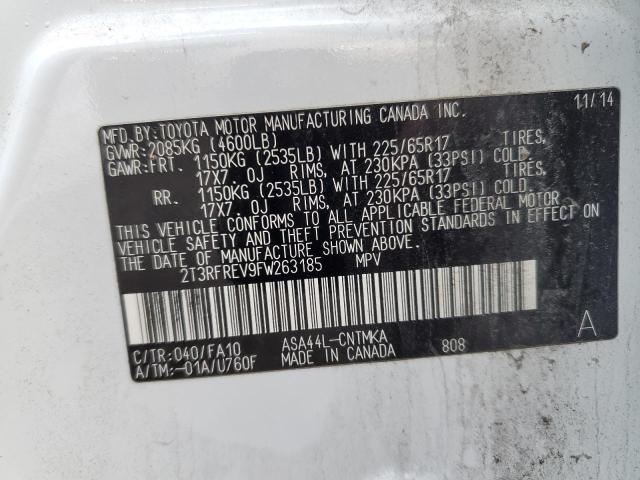 MFD.BY:TOYOTA MOTOR MANUFACTURING CANADA INC. 11/14
GVWR:2085KG (4600LB)
GAWR:FRT. 1150KG (2535LB) WITH 225/65R17 TIRES,
17X7.0J RIMS, AT 230KPA (33PSI) COLD.
RR. 1150KG (2535LB) WITH 225/65R17 TIRES,
17X7.0J RIMS, AT 230KPA (33PSI) COLD.
THIS VEHICLE CONFORMS TO ALL APPLICABLE FEDERAL MOTOR
VEHICLE SAFETY AND THEFT PREVENTION STANDARDS IN EFFECT ON
THE DATE OF MANUFACTURE SHOWN ABOVE.
2T3RFREV9FW263185 MPV
C/TR:040/FA10 ASA44L-CNTMKA 808 A
A/TM:-01A/U760F MADE IN CANADA